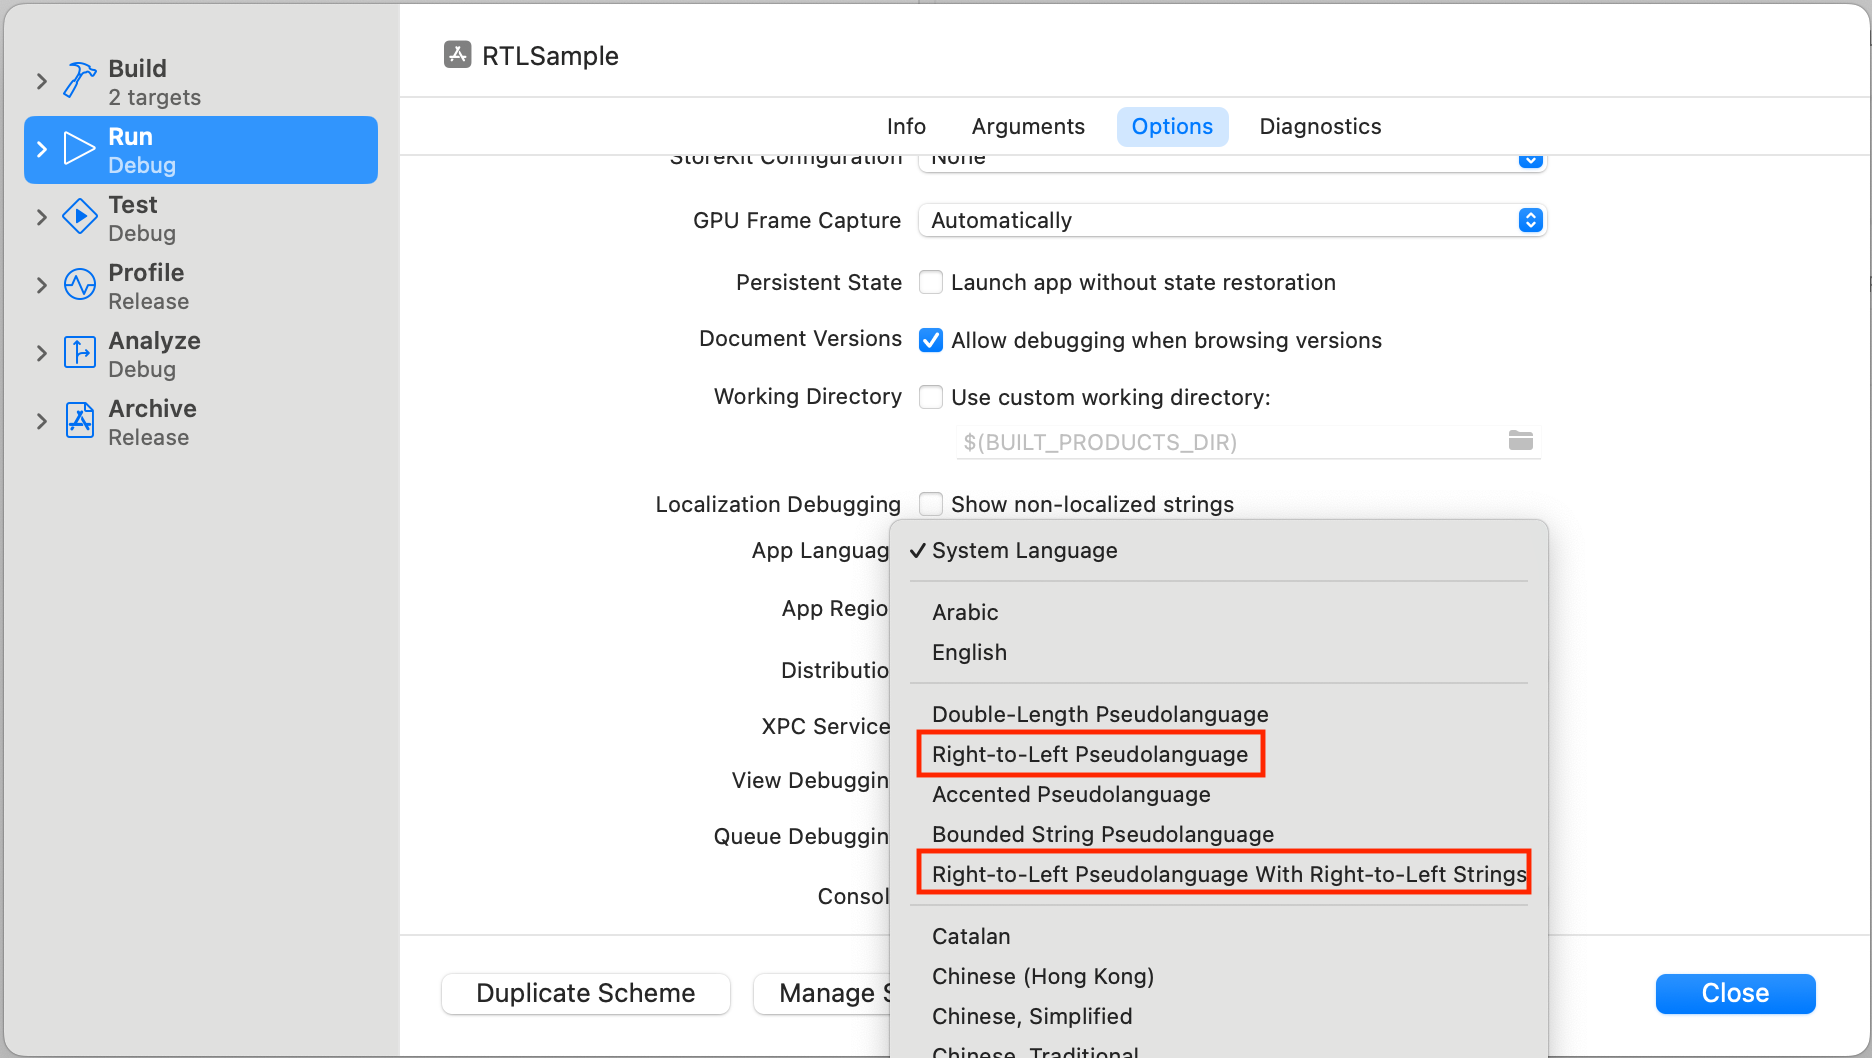 Build
2 targets
Run
Debug
Test
Debug
Profile
Release
Analyze
Debug
Archive
Release
RTLSample
Info Arguments Options Diagnostics
StoreKit Configuration None
GPU Frame Capture Automatically
Persistent State Launch app without state restoration
Document Versions Allow debugging when browsing versions
Working Directory Use custom working directory:
$(BUILT_PRODUCTS_DIR)
Localization Debugging Show non-localized strings
App Languag ✓ System Language
App Regio Arabic
English
Distributio
Double-Length Pseudolanguage
XPC Service
Right-to-Left Pseudolanguage
View Debuggin
Accented Pseudolanguage
Queue Debuggin Bounded String Pseudolanguage
Right-to-Left Pseudolanguage With Right-to-Left Strings
Consol
Catalan
Chinese (Hong Kong)
Chinese, Simplified
Chinese, Traditional
Duplicate Scheme Manage S Close